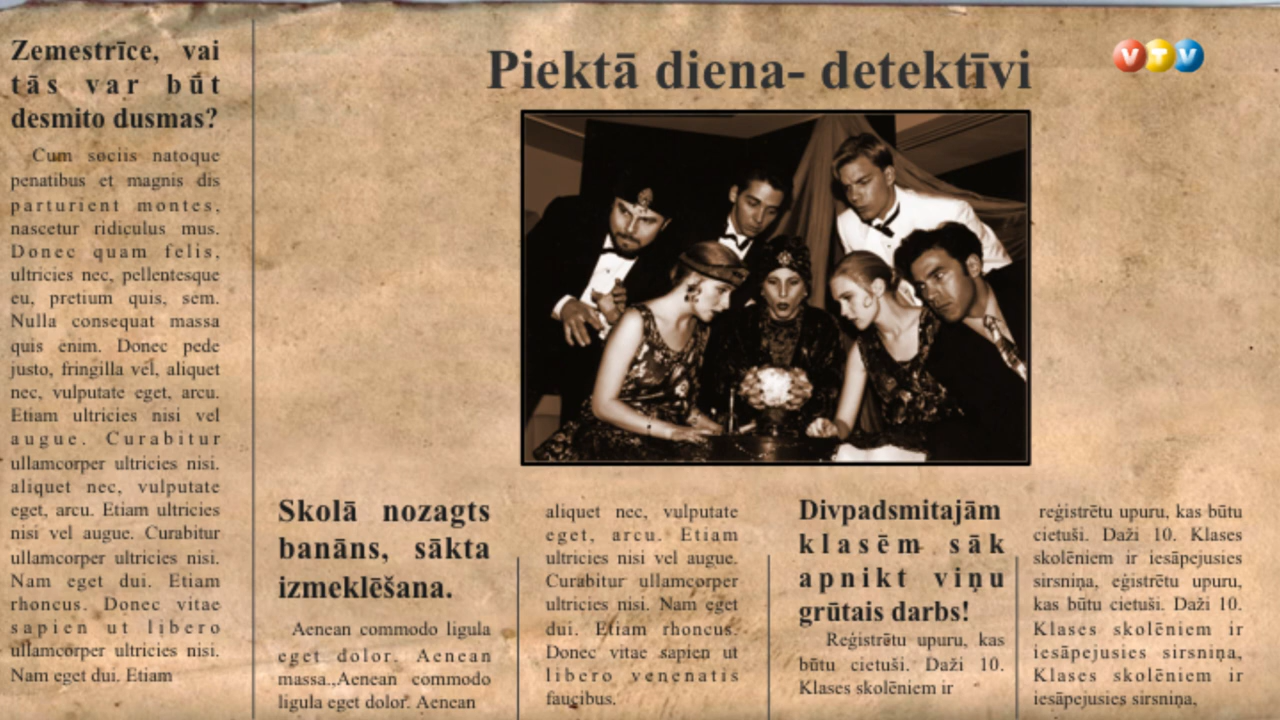 Zemestrīce, vai
tās var būt
desmito dusmas?
Cum sociis natoque
penatibus et magnis dis
parturient montes,
nascetur ridiculus mus.
Donec quam felis,
ultricies nec, pellentesque
eu, pretium quis, sem.
Nulla consequat massa
quis enim. Donec pede
justo, fringilla vel, aliquet
nec, vulputate eget, arcu.
Etiam ultricies nisi vel
augue. Curabitur
ullamcorper ultricies nisi.
aliquet nec, vulputate
eget, arcu. Etiam ultricies
nisi vel augue. Curabitur
ullamcorper ultricies nisi.
Nam eget dui. Etiam
rhoncus. Donec vitae
sapien ut libero
ullamcorper ultricies nisi.
Nam eget dui. Etiam
Piektā diena- detektīvi
VTV
Skolā nozagts
banāns, sākta
izmeklēšana.
Aenean commodo ligula
eget dolor. Aenean
massa.,Aenean commodo
ligula eget dolor. Aenean
aliquet nec, vulputate
eget, arcu. Etiam
ultricies nisi vel augue.
Curabitur ullamcorper
ultricies nisi. Nam eget
dui. Etiam rhoncus.
Donec vitae sapien ut
libero venenatis
faucibus.
Divpadsmitajām
klasēm sāk
apnikt viņu
grūtais darbs!
Reģistrētu upuru, kas
būtu cietuši. Daži 10.
Klases skolēniem ir
reģistrētu upuru, kas būtu
cietuši. Daži 10. Klases
skolēniem ir iesāpejusies
sirsniņa, eģistrētu upuru,
kas būtu cietuši. Daži 10.
Klases skolēniem ir
iesāpejusies sirsniņa,
Klases skolēniem ir
iesāpejusies sirsniņa,